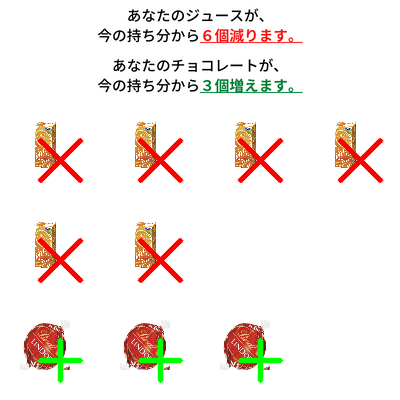 あなたのジュースが、
今の持ち分から６個減ります。
あなたのチョコレートが、
今の持ち分から３個増えます。